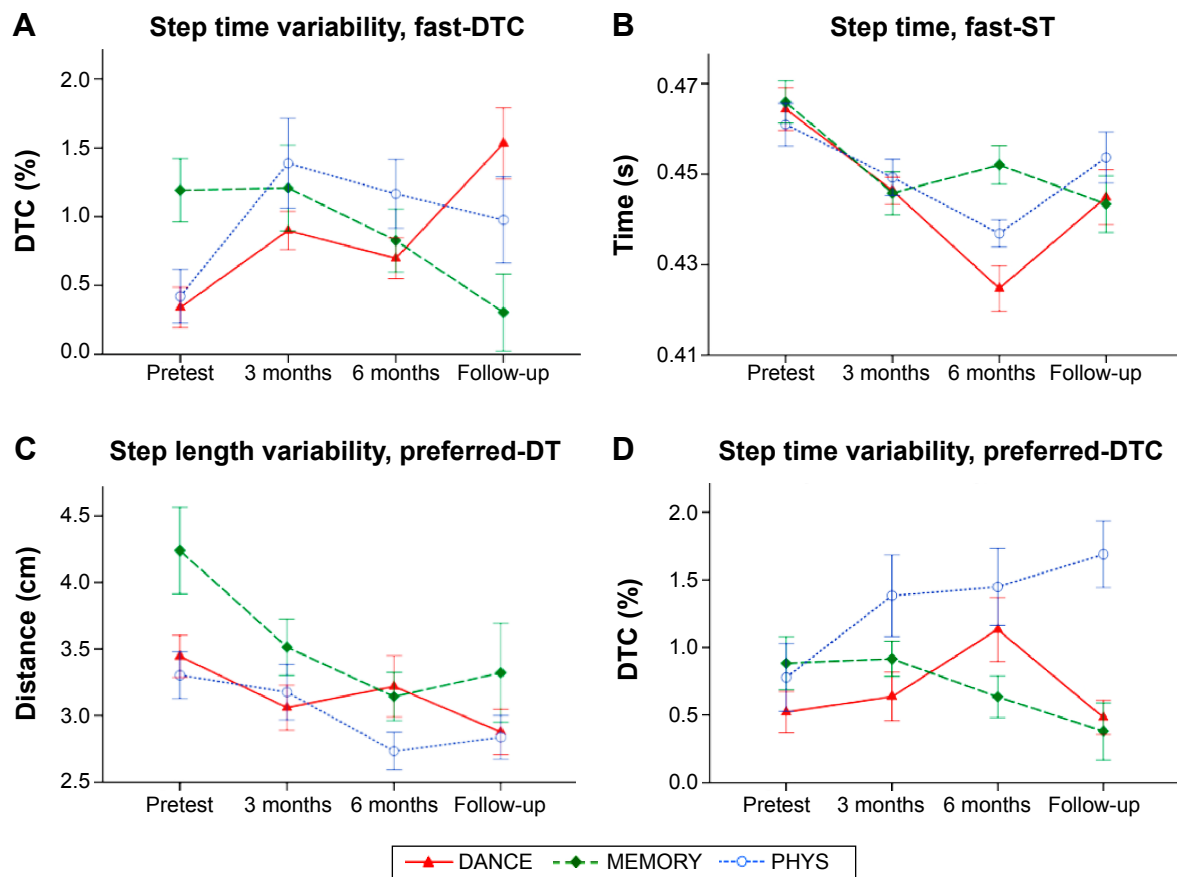 A Step time variability, fast-DTC
DTC (%)
2.0
1.5
1.0
0.5
0.0
Pretest 3 months 6 months Follow-up
B Step time, fast-ST
Time (s)
0.47
0.45
0.43
0.41
Pretest 3 months 6 months Follow-up
C Step length variability, preferred-DT
Distance (cm)
4.5
4.0
3.5
3.0
2.5
Pretest 3 months 6 months Follow-up
D Step time variability, preferred-DTC
DTC (%)
2.0
1.5
1.0
0.5
0.0
Pretest 3 months 6 months Follow-up
DANCE MEMORY PHYS